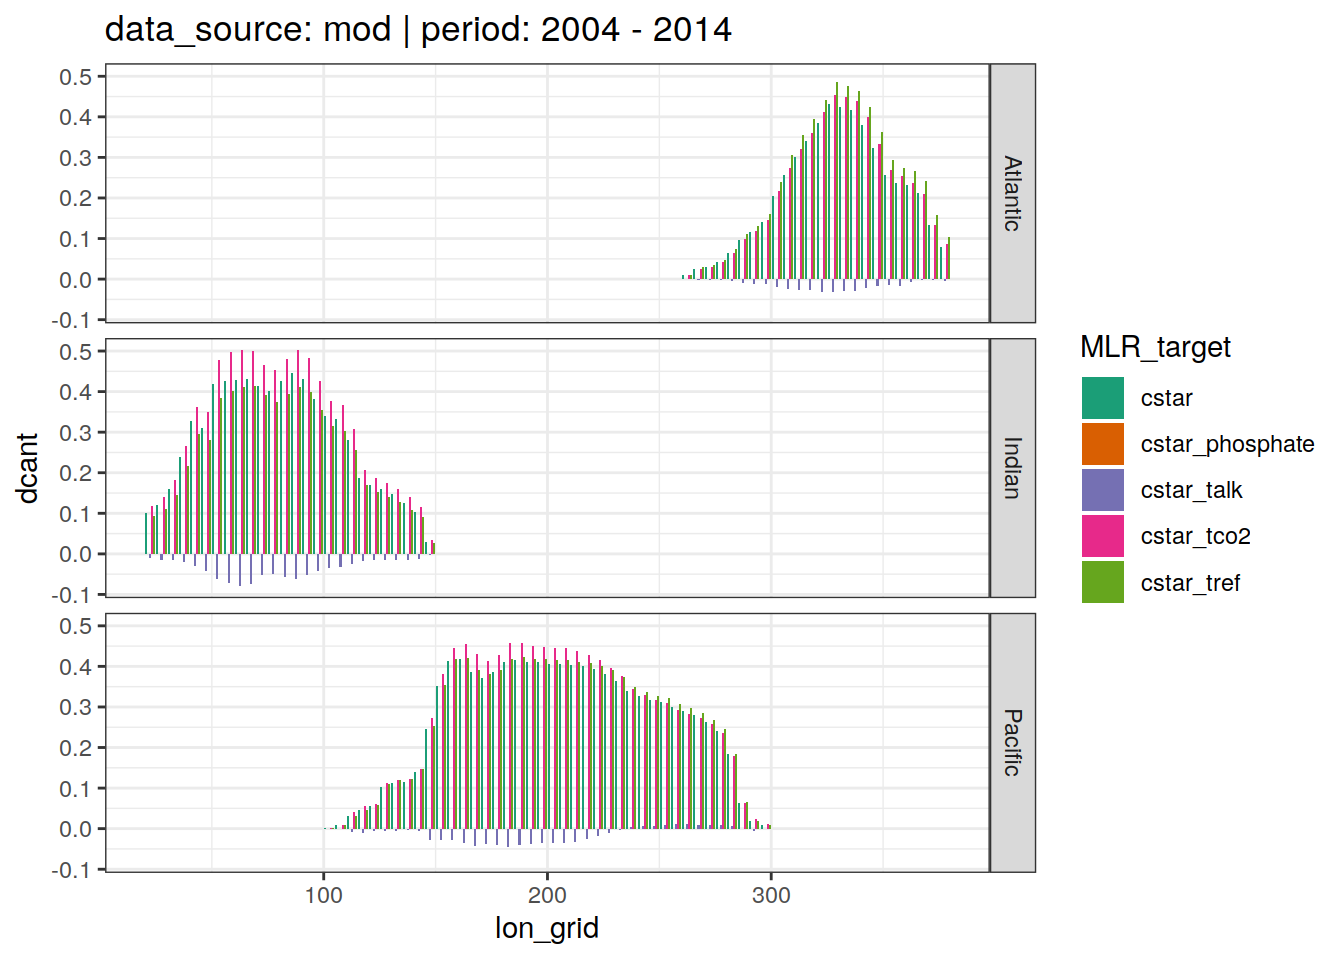 data_source: mod | period: 2004 - 2014
0.5
0.4
0.3
0.2
0.1
0.0
-0.1
Atlantic
0.5
0.4
0.3
0.2
0.1
0.0
-0.1
Indian
0.5
0.4
0.3
0.2
0.1
0.0
-0.1
Pacific
dcant
100
200
300
lon_grid
MLR_target
cstar
cstar_phosphate
cstar_talk
cstar_tco2
cstar_tref